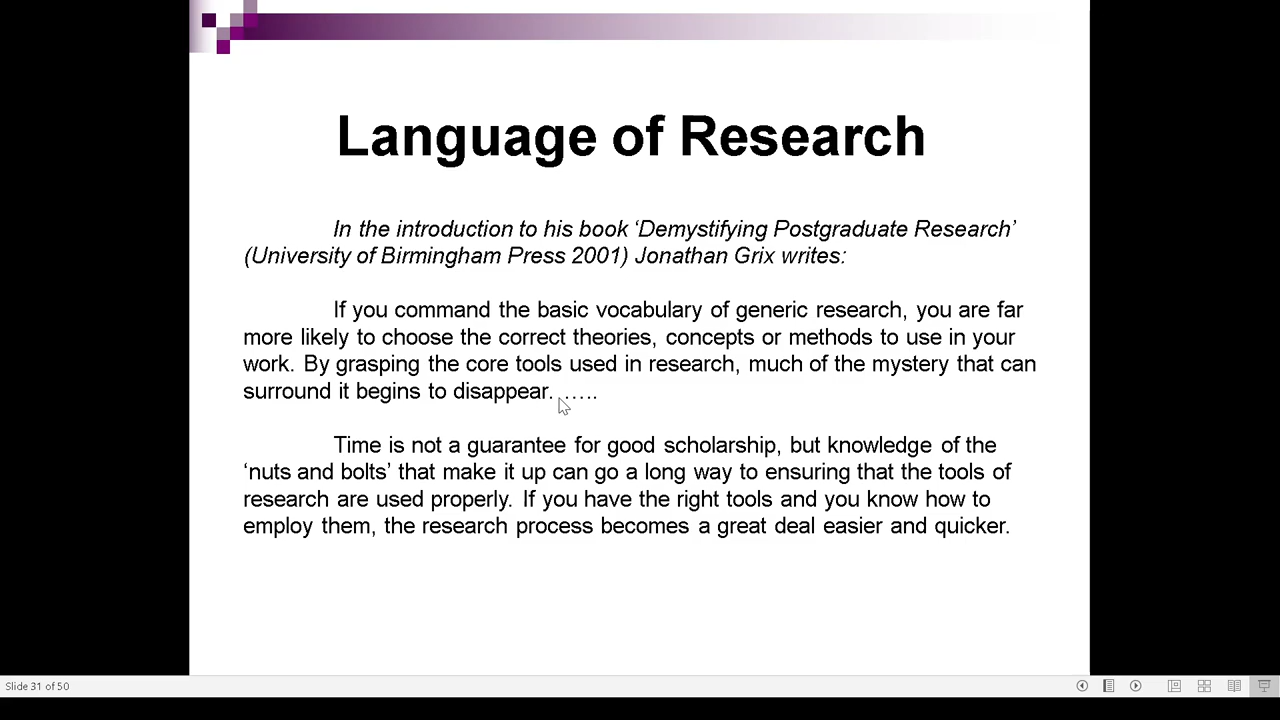 Language of Research
In the introduction to his book ‘Demystifying Postgraduate Research’
(University of Birmingham Press 2001) Jonathan Grix writes:
If you command the basic vocabulary of generic research, you are far
more likely to choose the correct theories, concepts or methods to use in your
work. By grasping the core tools used in research, much of the mystery that can
surround it begins to disappear. …..
Time is not a guarantee for good scholarship, but knowledge of the
‘nuts and bolts’ that make it up can go a long way to ensuring that the tools of
research are used properly. If you have the right tools and you know how to
employ them, the research process becomes a great deal easier and quicker.
Slide 31 of 50